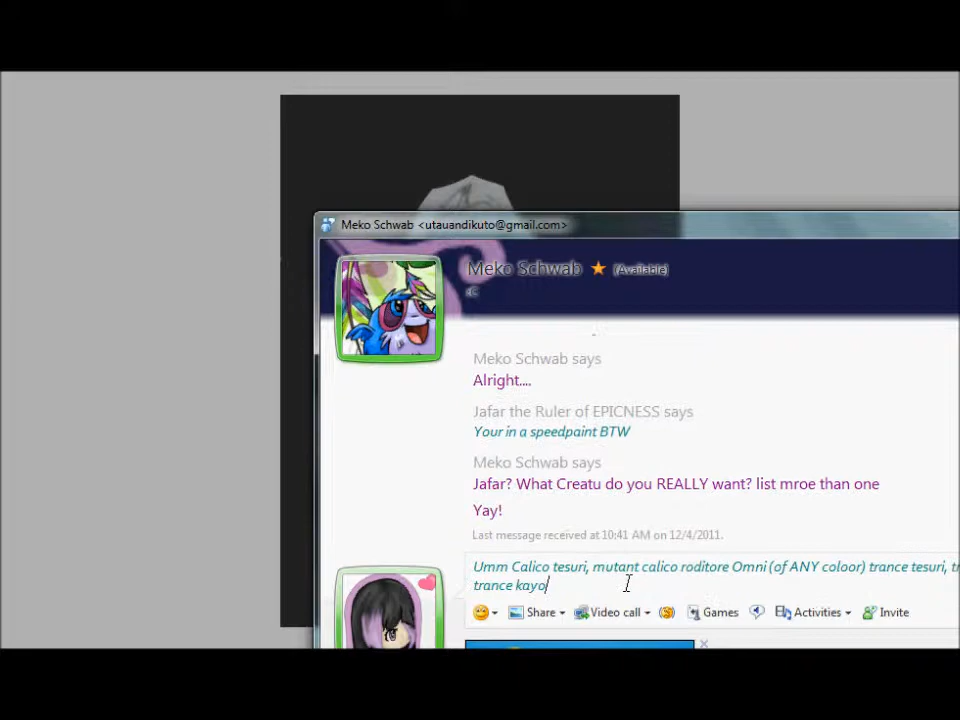 Meko Schwab <utauandikuto@gmail.com>
Meko Schwab (Available)
:C
Meko Schwab says
Alright....
Jafar the Ruler of EPICNESS says
Your in a speedpaint BTW
Meko Schwab says
Jafar? What Creatu do you REALLY want? list mroe than one
Yay!
Last message received at 10:41 AM on 12/4/2011.
Umm Calico tesuri, mutant calico roditore Omni (of ANY coloor) trance tesuri,
trance kayo
Share Video call Games Activities Invite